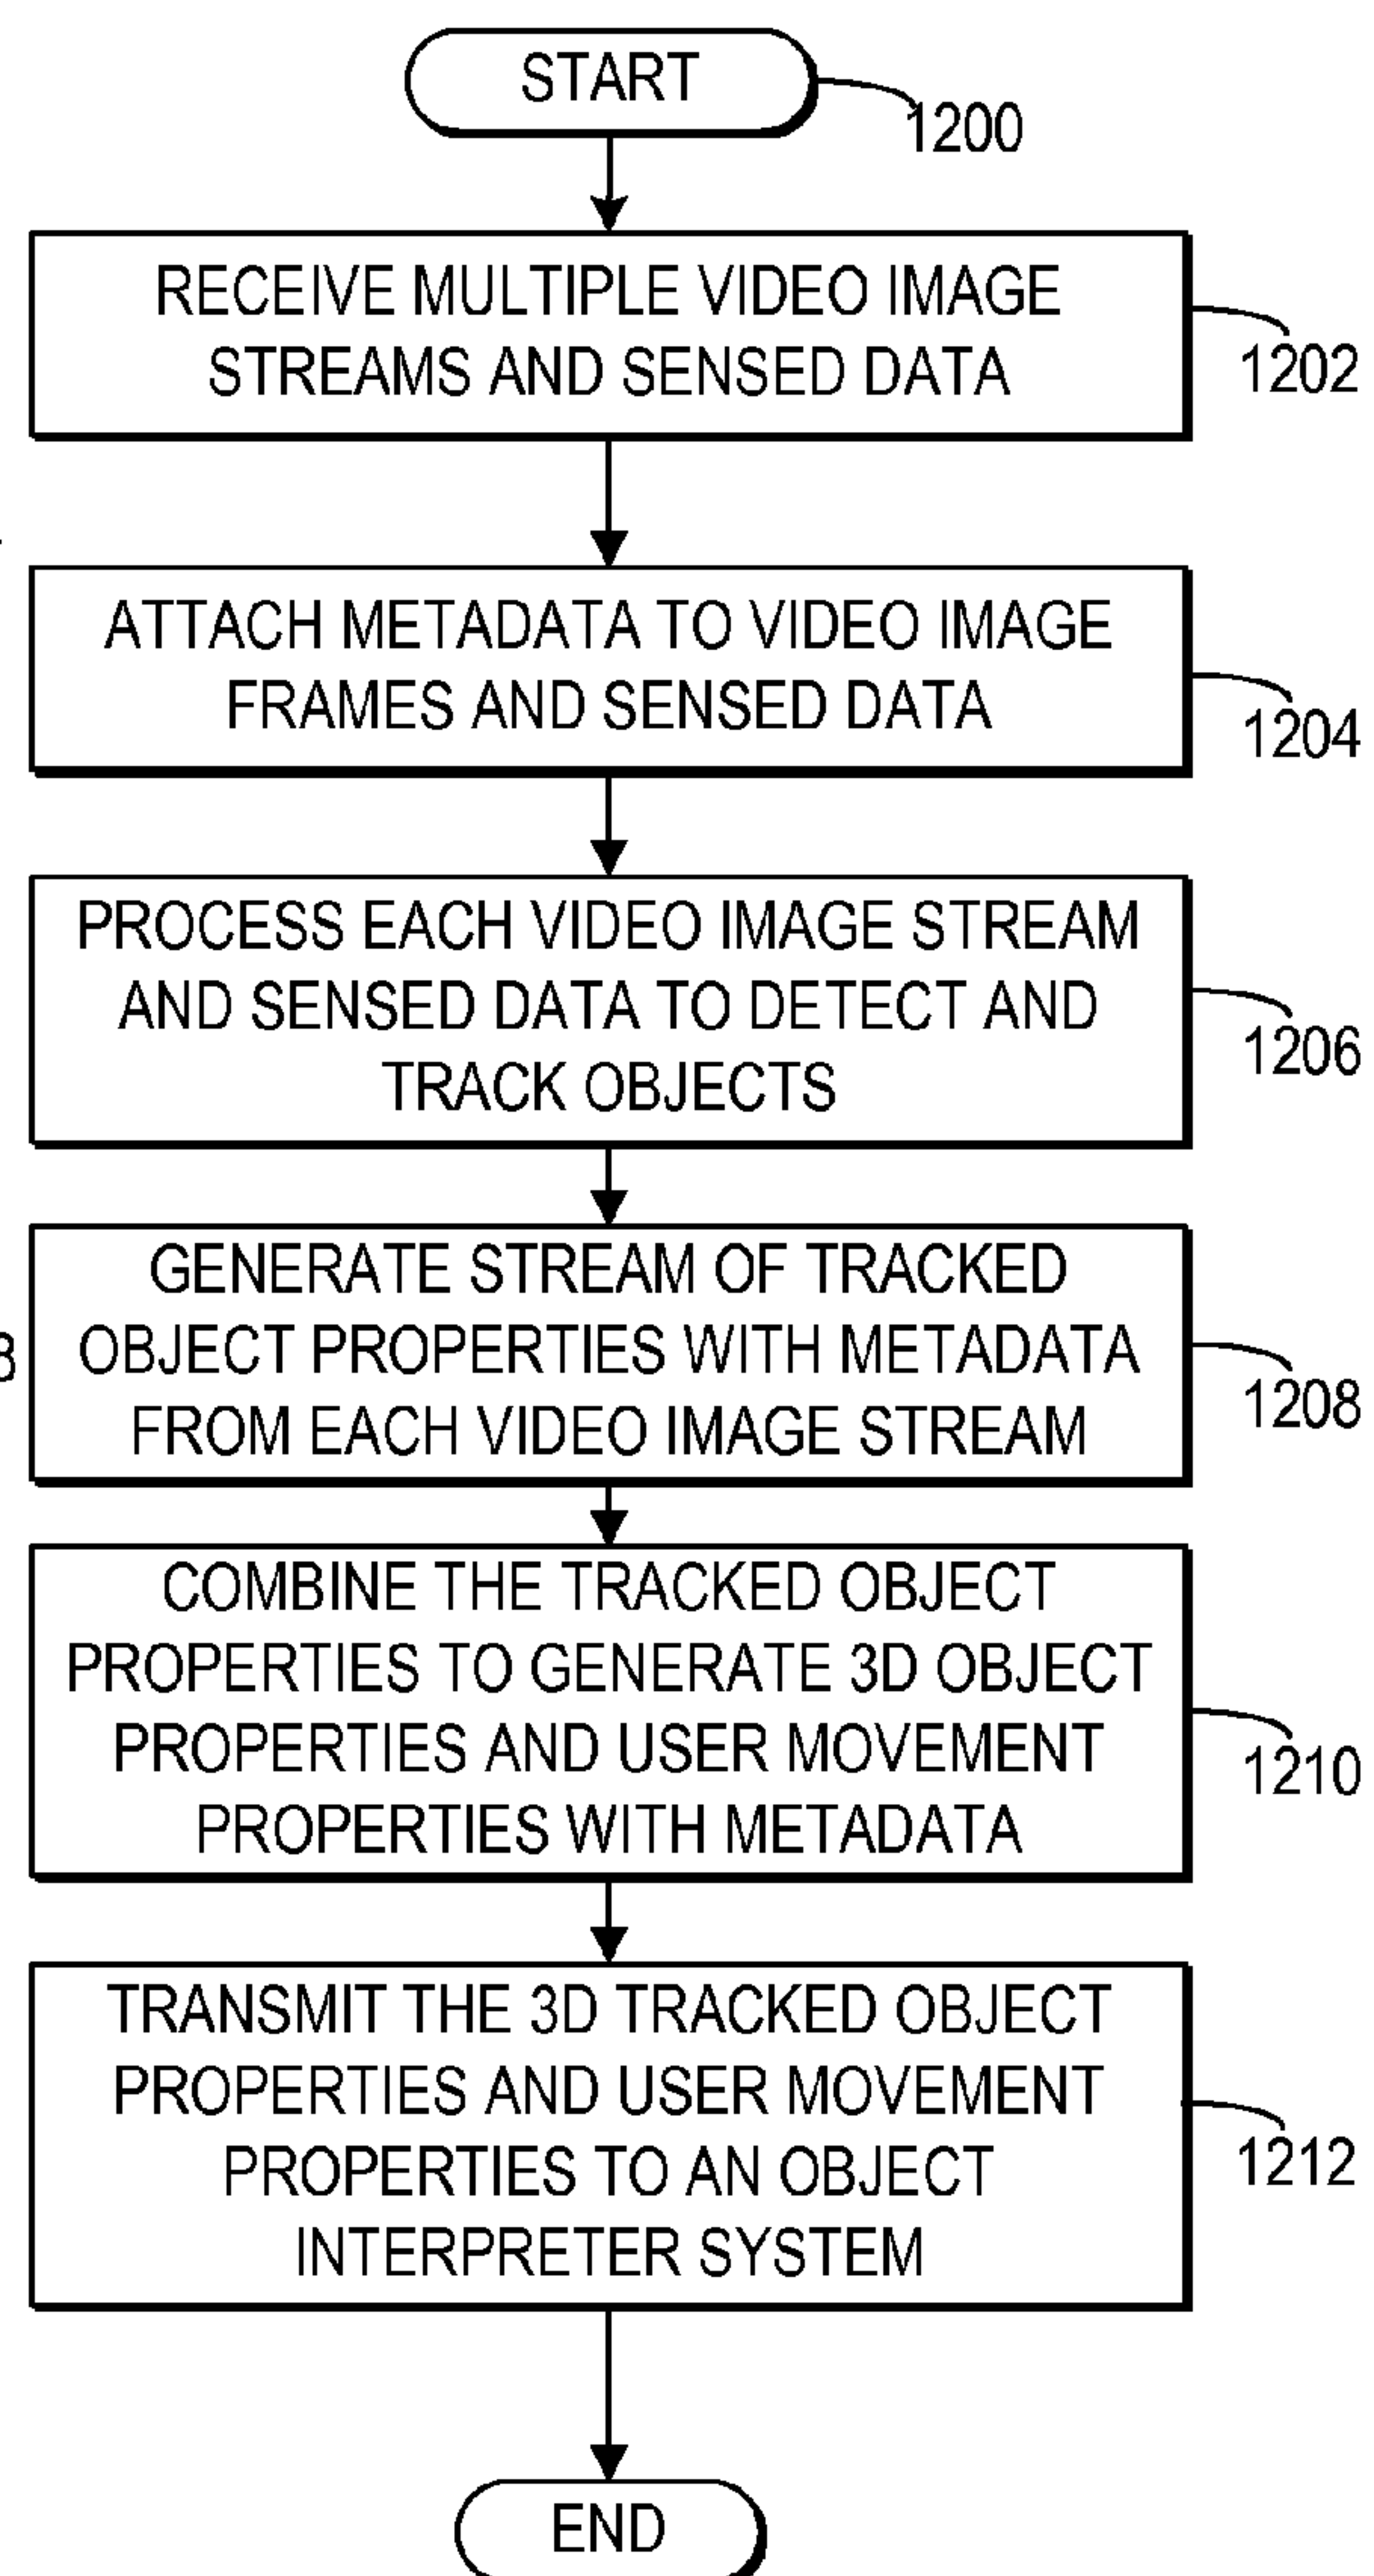 START
1200
RECEIVE MULTIPLE VIDEO IMAGE
STREAMS AND SENSED DATA
1202
ATTACH METADATA TO VIDEO IMAGE
FRAMES AND SENSED DATA
1204
PROCESS EACH VIDEO IMAGE STREAM
AND SENSED DATA TO DETECT AND
TRACK OBJECTS
1206
GENERATE STREAM OF TRACKED
OBJECT PROPERTIES WITH METADATA
FROM EACH VIDEO IMAGE STREAM
1208
COMBINE THE TRACKED OBJECT
PROPERTIES TO GENERATE 3D OBJECT
PROPERTIES AND USER MOVEMENT
PROPERTIES WITH METADATA
1210
TRANSMIT THE 3D TRACKED OBJECT
PROPERTIES AND USER MOVEMENT
PROPERTIES TO AN OBJECT
INTERPRETER SYSTEM
1212
END